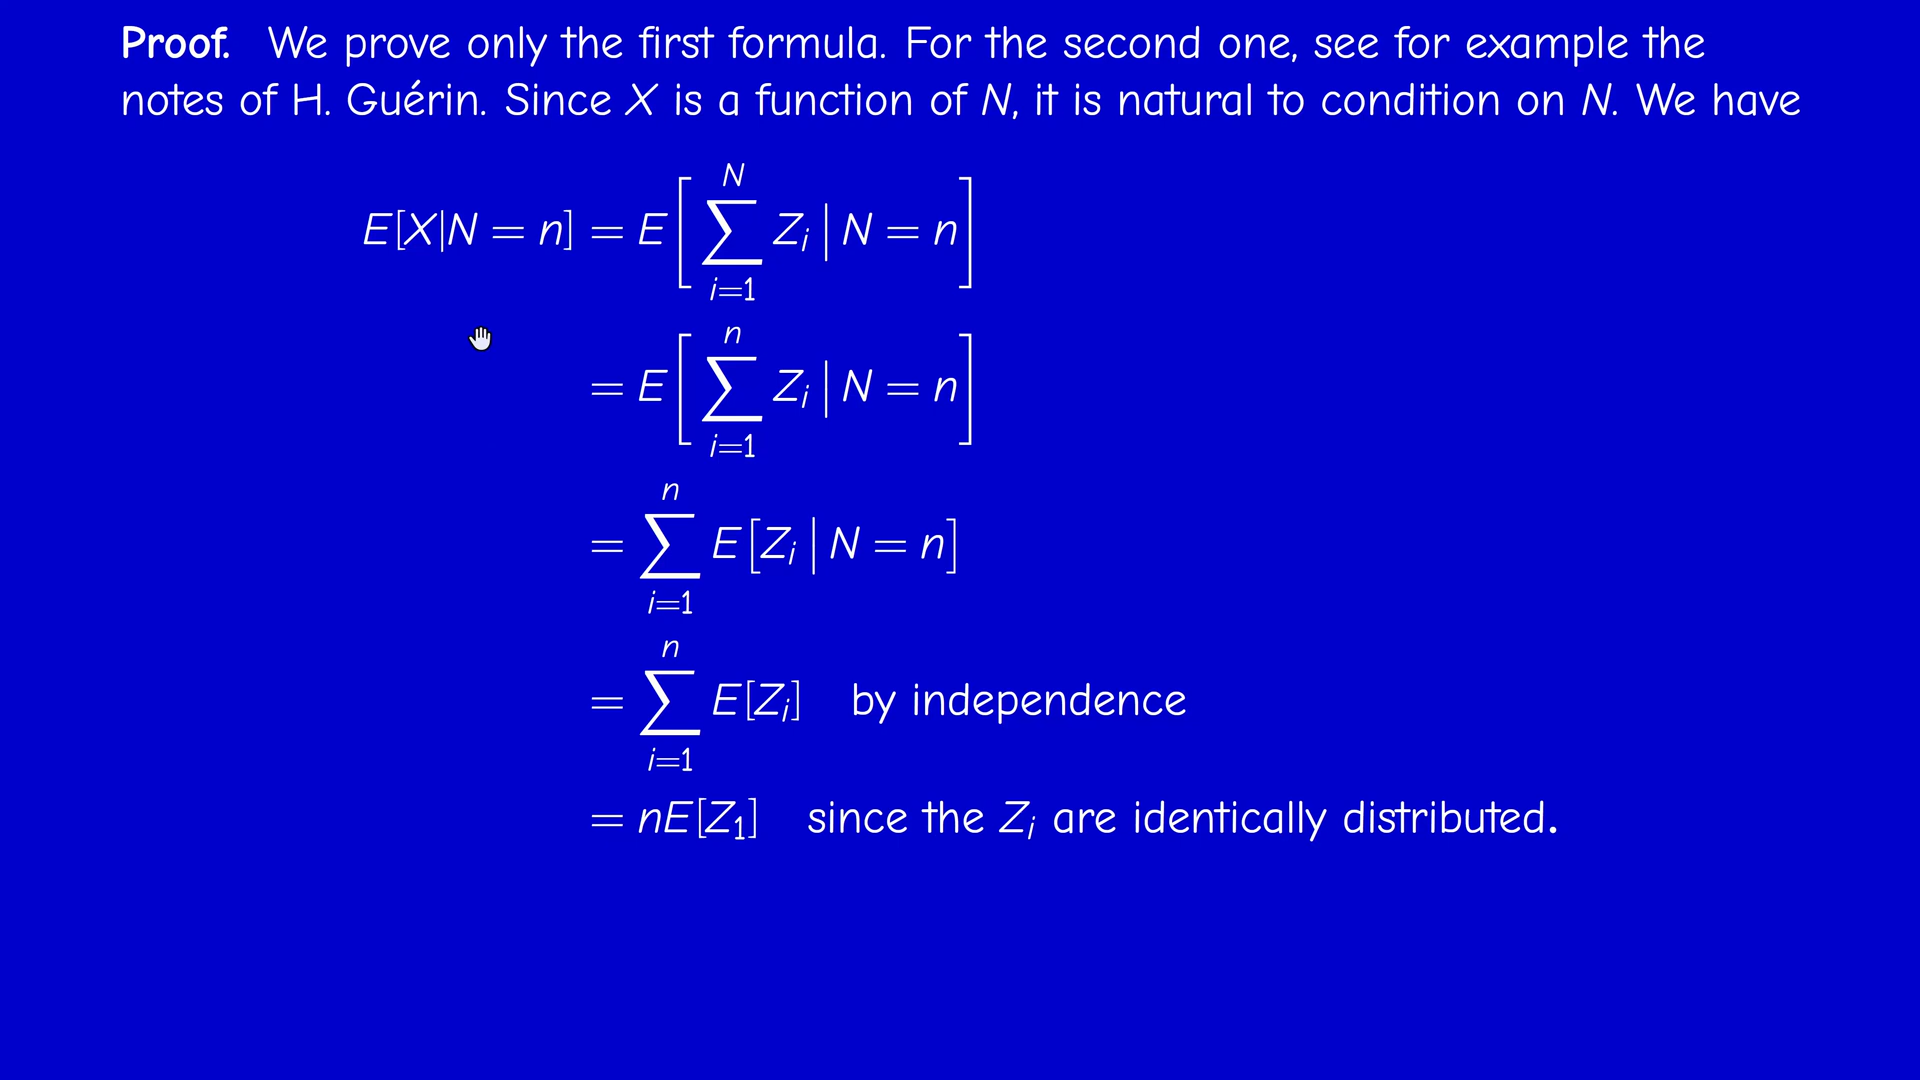 Proof. We prove only the first formula. For the second one, see for example the
notes of H. Guérin. Since X is a function of N, it is natural to condition on N. We have
E[X|N = n] = E[∑_{i=1}^{N} Z_i | N = n]
= E[∑_{i=1}^{n} Z_i | N = n]
= ∑_{i=1}^{n} E[Z_i | N = n]
= ∑_{i=1}^{n} E[Z_i] by independence
= nE[Z_1] since the Z_i are identically distributed.